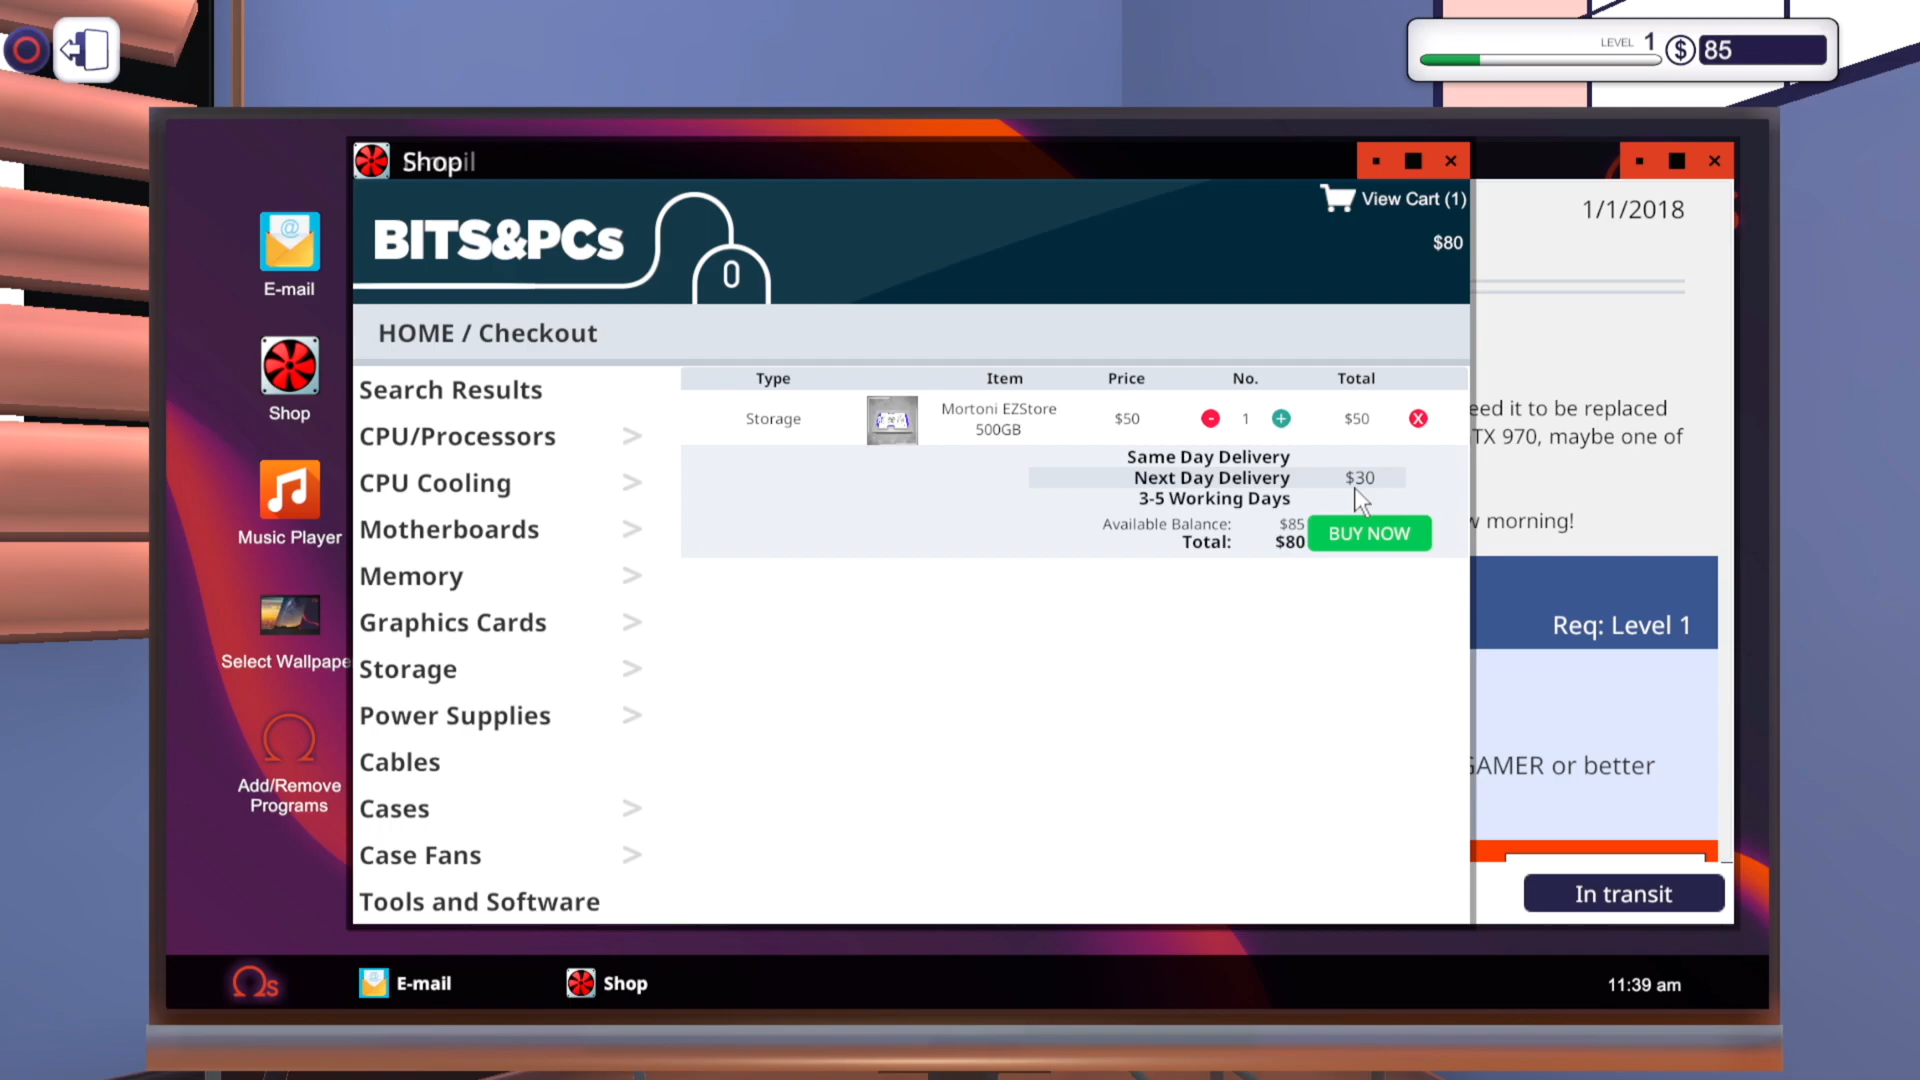 LEVEL 1
$ 85
Shop
BITS&PCs
View Cart (1)
$80
1/1/2018
HOME / Checkout
E-mail
Shop
Music Player
Select Wallpape
Add/Remove
Programs
Search Results
CPU/Processors >
CPU Cooling >
Motherboards >
Memory >
Graphics Cards >
Storage >
Power Supplies >
Cables
Cases >
Case Fans >
Tools and Software
Type Item Price No. Total
Storage Mortoni EZStore 500GB $50 - 1 + $50 X
Same Day Delivery
Next Day Delivery $30
3-5 Working Days
Available Balance: $85
Total: $80
BUY NOW
eed it to be replaced
TX 970, maybe one of
w morning!
Req: Level 1
GAMER or better
In transit
Ωs
E-mail
Shop
11:39 am